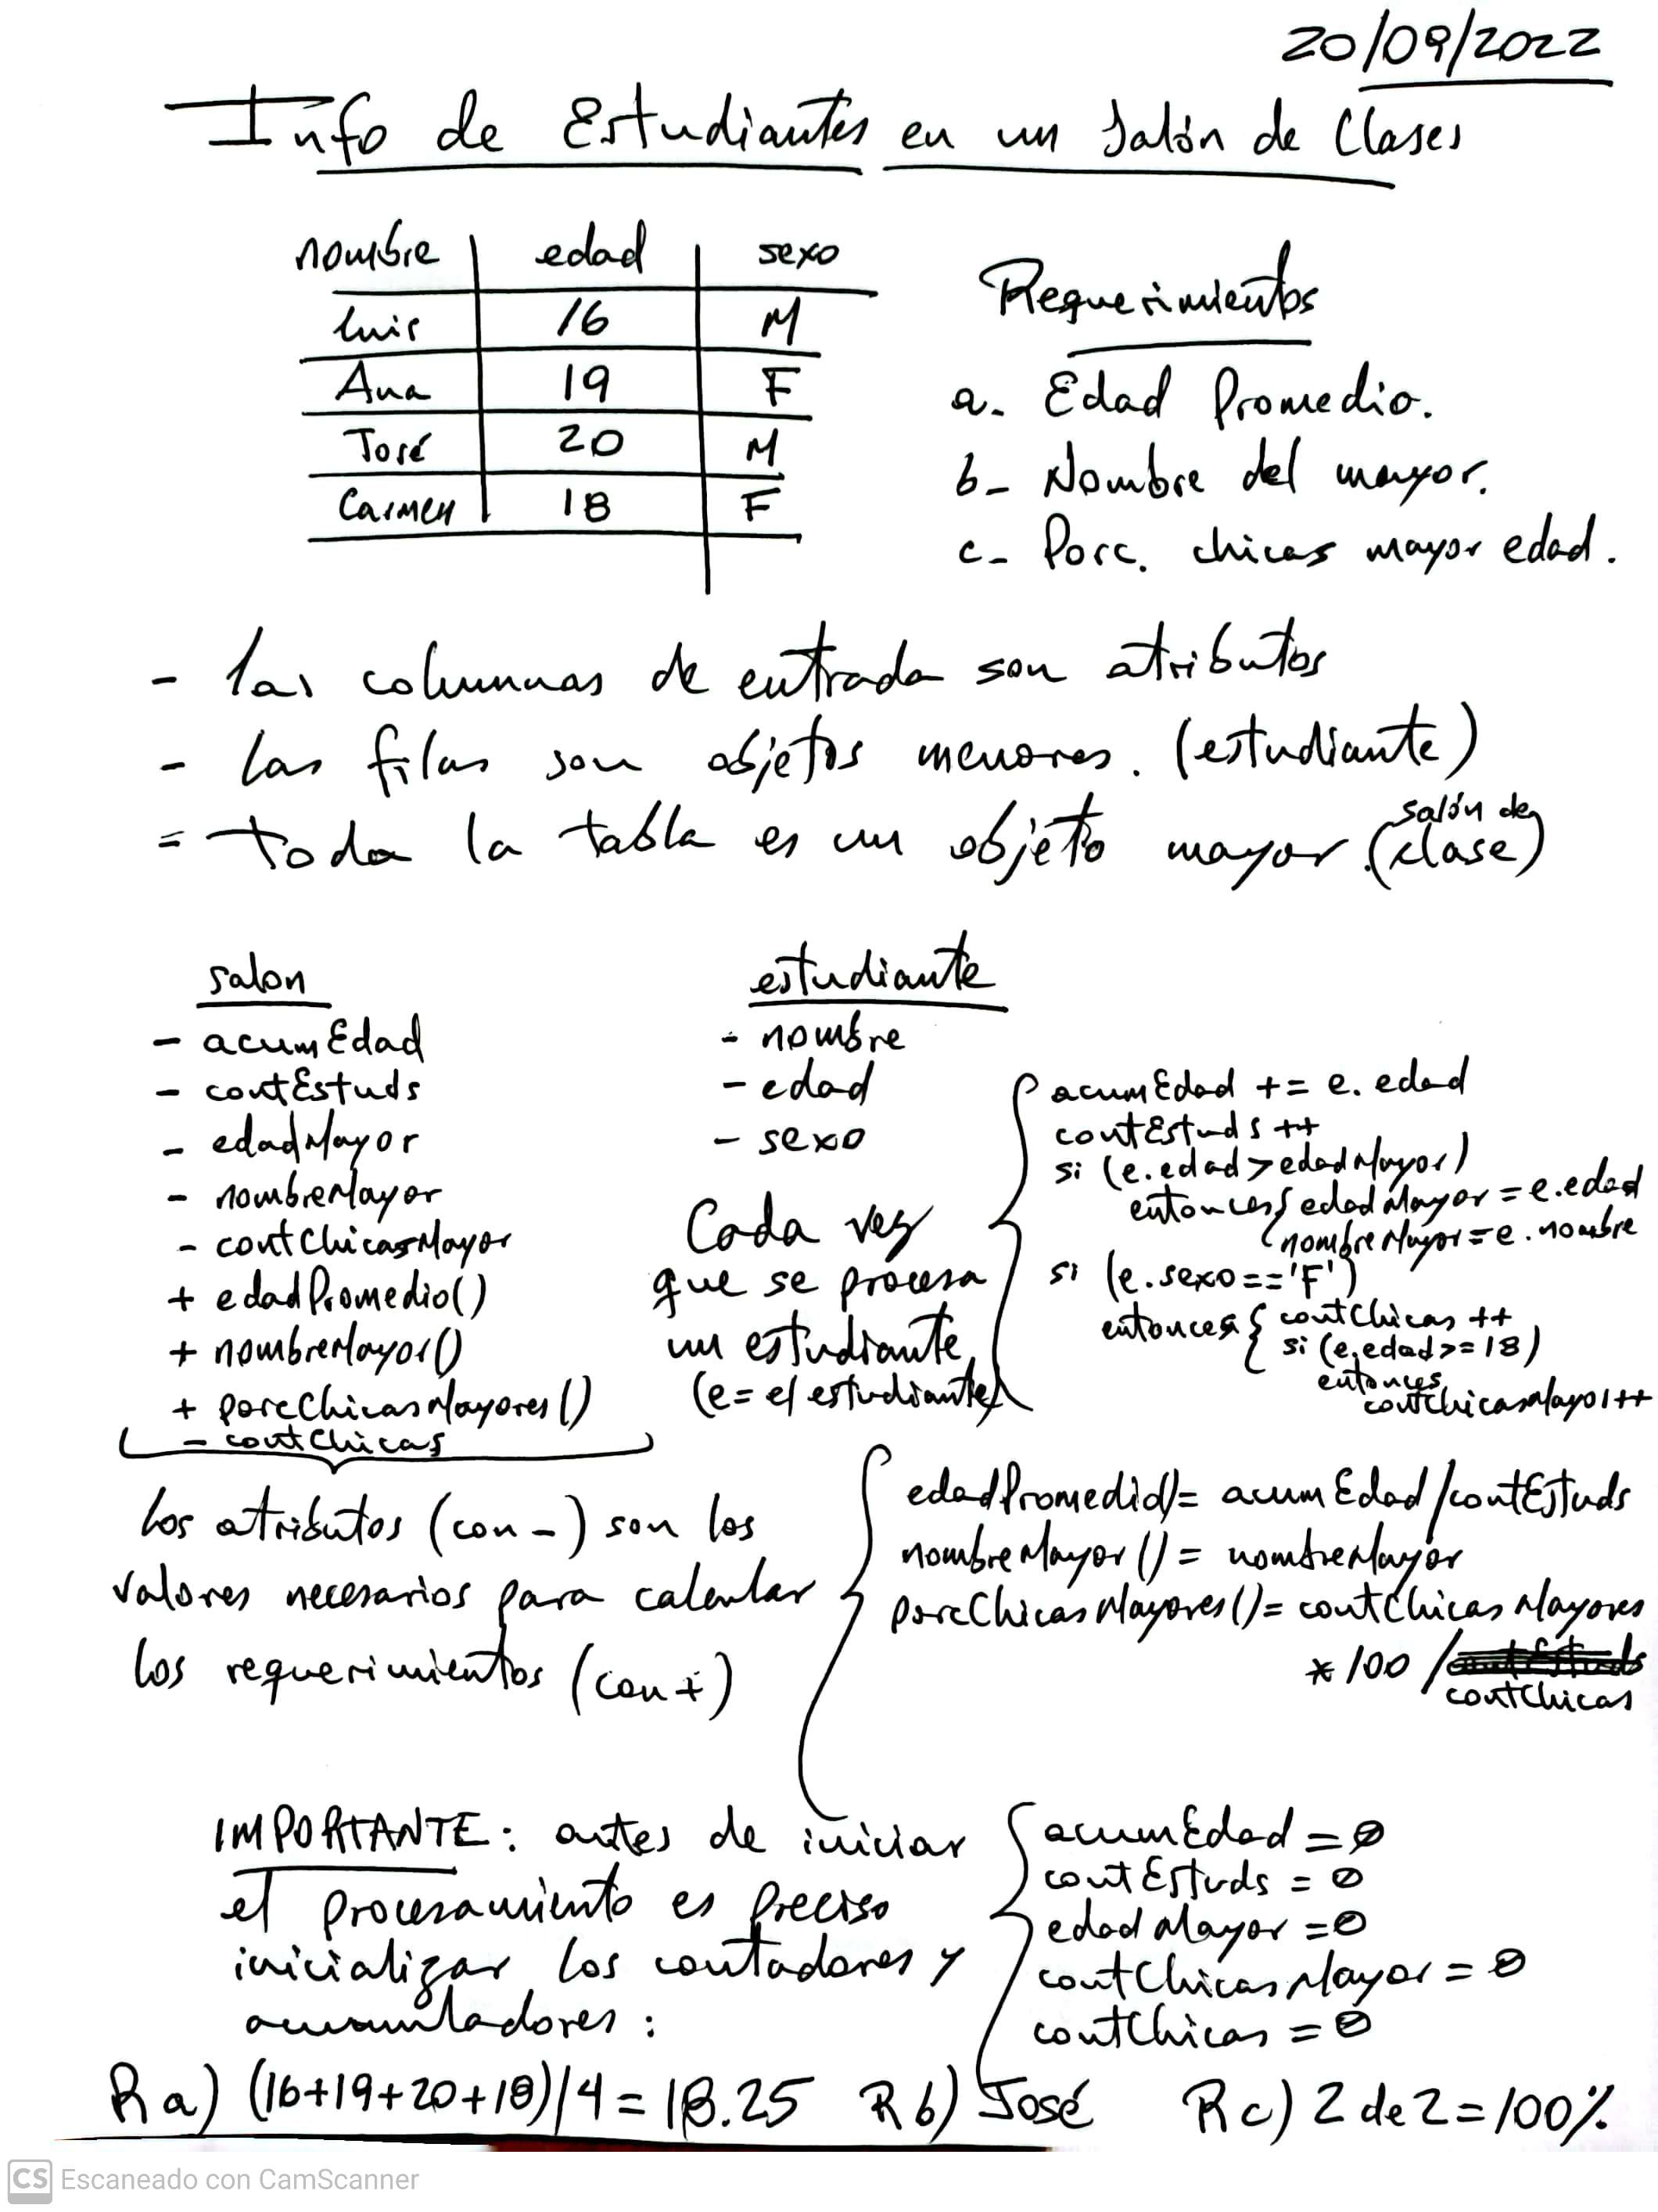 20/09/2022
Info de Estudiantes en un Salón de Clases
nombre edad sexo
Luis 16 M
Ana 19 F
José 20 M
Carmen 18 F
Requerimientos
a. Edad Promedio.
b- Nombre del mayor.
c- Porc. chicas mayor edad.
- las columnas de entrada son atributos
- las filas son objetos menores. (estudiante)
= toda la tabla es un objeto mayor. (salón de clase)
salon
- acumEdad
- contEstuds
- edadMayor
- nombreMayor
- contChicasMayor
+ edadPromedio()
+ nombreMayor()
+ porcChicasMayores()
- contChicas
estudiante
- nombre
- edad
- sexo
Cada vez
que se procesa
un estudiante
(e = el estudiante)
acumEdad += e. edad
contEstuds ++
si (e.edad > edadMayor)
entonces { edadMayor = e.edad
nombreMayor = e. nombre
si (e.sexo == 'F')
entonces { contChicas ++
si (e.edad >= 18)
entonces
contChicasMayor ++
Los atributos (con -) son los
valores necesarios para calcular
los requerimientos (con +)
edadPromedio() = acumEdad / contEstuds
nombreMayor () = nombreMayor
porcChicasMayores () = contChicasMayores
* 100 / contEstuds
contChicas
IMPORTANTE: antes de iniciar
el procesamiento es preciso
inicializar los contadores y
acumuladores :
acumEdad = 0
contEstuds = 0
edadMayor = 0
contChicasMayor = 0
contChicas = 0
R a) (16+19+20+18)/4 = 18.25 R b) José R c) 2 de 2 = 100%
CS Escaneado con CamScanner